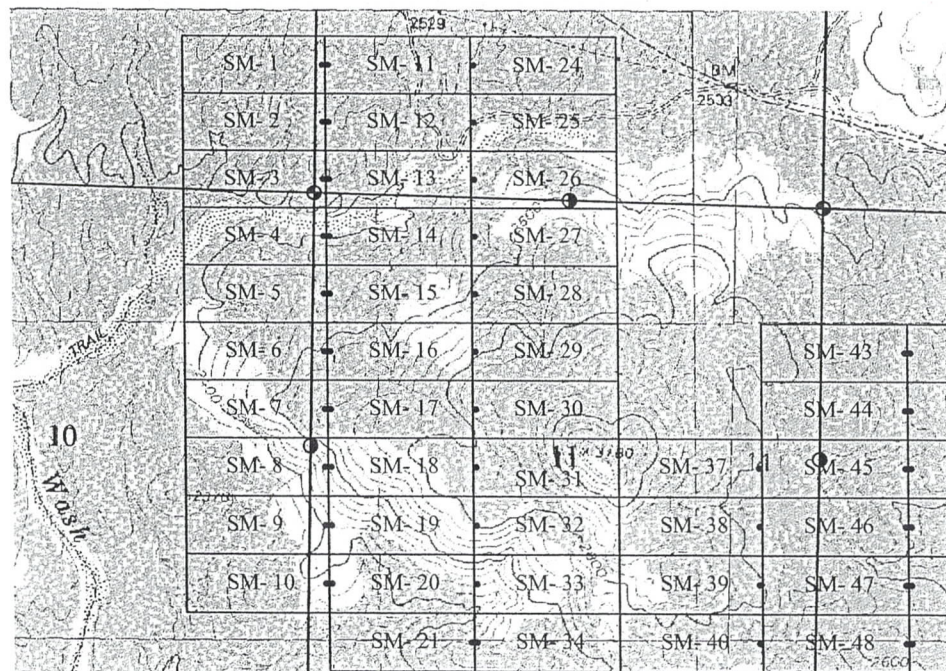 2529
SM- 1 SM- 11 SM- 24
BM
2503
SM- 2 SM- 12 SM- 25
SM- 3 SM- 13 SM- 26
SM- 4 SM- 14 SM- 27
SM- 5 SM- 15 SM- 28
TRAIL
SM- 6 SM- 16 SM- 29 SM- 43
SM- 7 SM- 17 SM- 30 SM- 44
10
SM- 8 SM- 18 SM- 31 SM- 37 11 SM- 45
Wash
SM- 9 SM- 19 SM- 32 SM- 38 SM- 46
SM- 10 SM- 20 SM- 33 SM- 39 SM- 47
SM- 21 SM- 34 SM- 40 SM- 48